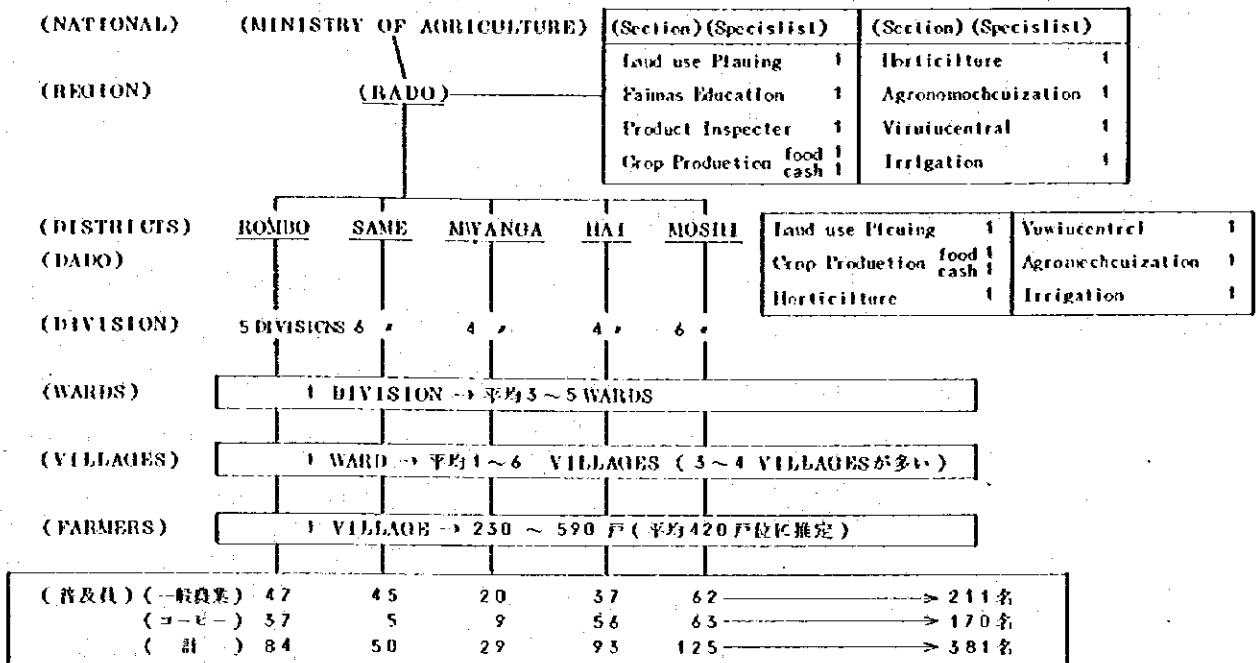 (NATIONAL) (MINISTRY OF AGRICULTURE) (Section) (Specislist) (Section) (Specislist)
Laud use Plauing 1 Horticilture 1
(REGION) (RADO) Faimas Education 1 Agronomochcuization 1
Product Inspecter 1 Viruiucentral 1
Crop Produetion food 1 cash 1 Irrigation 1
(DISTRICTS) ROMBO SAME MWANGA HAI MOSHI Laud use Plcuing 1 Vuwiucentrcl 1
(DADO) Crop Produetion food 1 cash 1 Agromechcuization 1
Horticilture 1 Irrigation 1
(DIVISION) 5 DIVISIONS 6 〃 4 〃 4 〃 6 〃
(WARDS) 1 DIVISION → 平均3～5 WARDS
(VILLAGES) 1 WARD → 平均1～6 VILLAGES (3～4 VILLAGESが多い)
(FARMERS) 1 VILLAGE → 230 ～ 590 戸(平均420戸位に推定)
(普及員)(一般農業) 47 45 20 37 62 → 211名
(コーヒー) 37 5 9 56 63 → 170名
(計) 84 50 29 93 125 → 381名